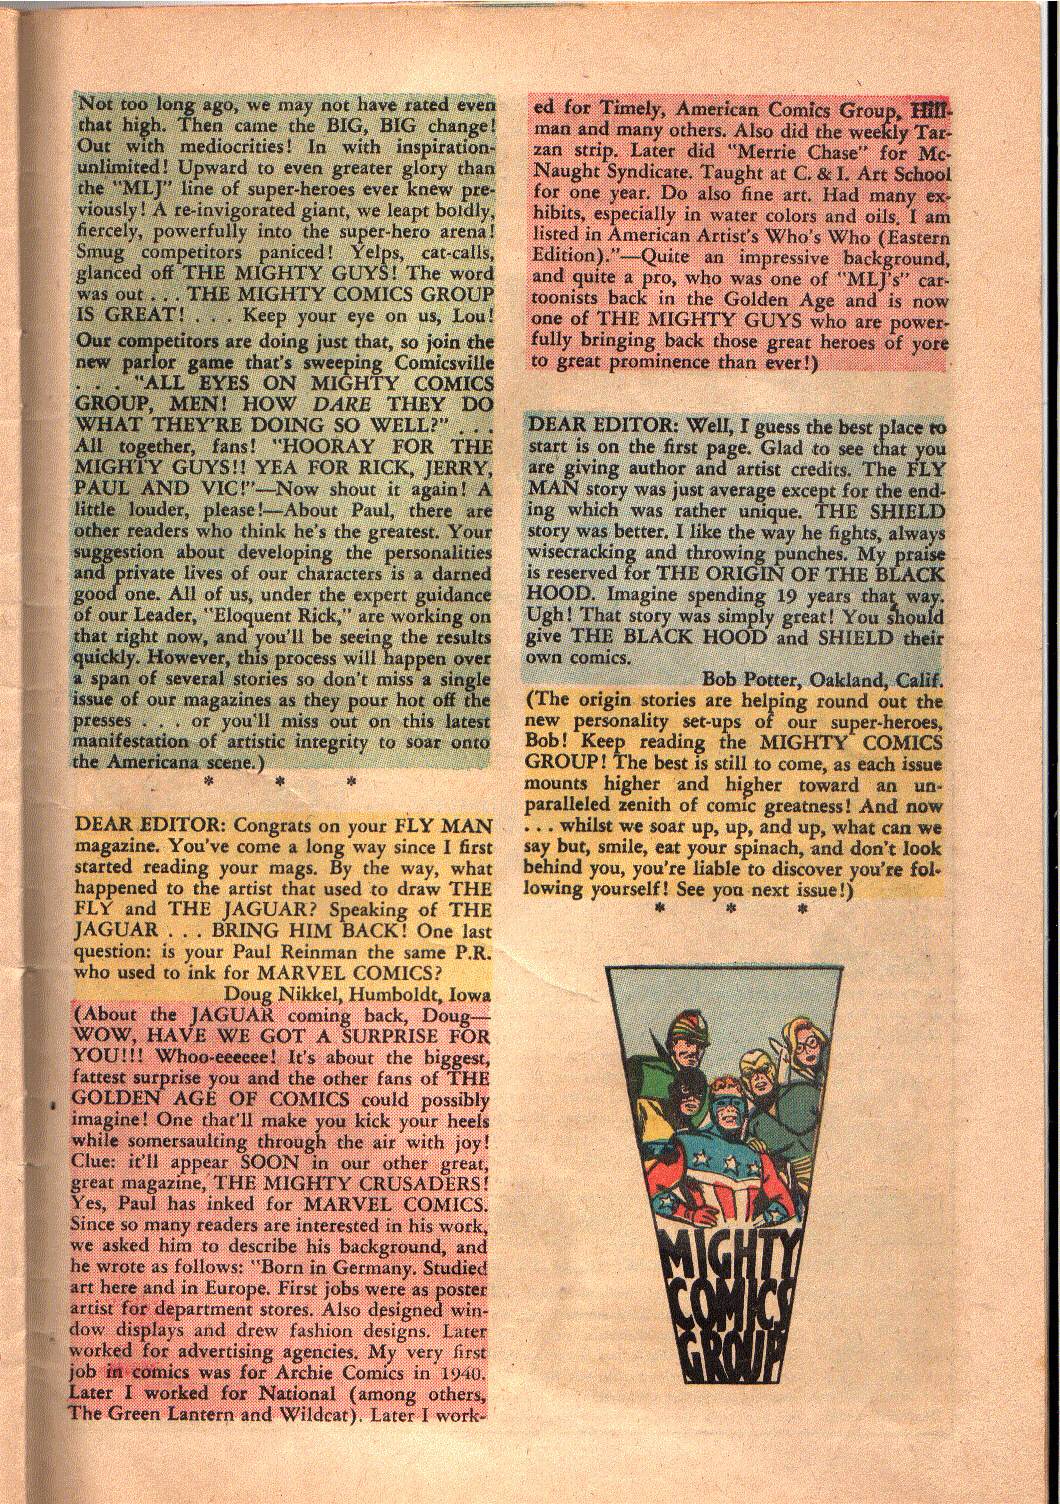 Not too long ago, we may not have rated even
that high. Then came the BIG, BIG change!
Out with mediocrities! In with inspiration-
unlimited! Upward to even greater glory than
the "MLJ" line of super-heroes ever knew pre-
viously! A re-invigorated giant, we leapt boldly,
fiercely, powerfully into the super-hero arena!
Smug competitors paniced! Yelps, cat-calls,
glanced off THE MIGHTY GUYS! The word
was out . . . THE MIGHTY COMICS GROUP
IS GREAT! . . . Keep your eye on us, Lou!
Our competitors are doing just that, so join the
new parlor game that's sweeping Comicsville
. . . "ALL EYES ON MIGHTY COMICS
GROUP, MEN! HOW DARE THEY DO
WHAT THEY'RE DOING SO WELL?" . . .
All together, fans! "HOORAY FOR THE
MIGHTY GUYS!! YEA FOR RICK, JERRY,
PAUL AND VIC!"—Now shout it again! A
little louder, please!—About Paul, there are
other readers who think he's the greatest. Your
suggestion about developing the personalities
and private lives of our characters is a darned
good one. All of us, under the expert guidance
of our Leader, "Eloquent Rick," are working on
that right now, and you'll be seeing the results
quickly. However, this process will happen over
a span of several stories so don't miss a single
issue of our magazines as they pour hot off the
presses . . . or you'll miss out on this latest
manifestation of artistic integrity to soar onto
the Americana scene.)
* * *
DEAR EDITOR: Congrats on your FLY MAN
magazine. You've come a long way since I first
started reading your mags. By the way, what
happened to the artist that used to draw THE
FLY and THE JAGUAR? Speaking of THE
JAGUAR . . . BRING HIM BACK! One last
question: is your Paul Reinman the same P.R.
who used to ink for MARVEL COMICS?
Doug Nikkel, Humboldt, Iowa
(About the JAGUAR coming back, Doug—
WOW, HAVE WE GOT A SURPRISE FOR
YOU!!! Whoo-eeeeee! It's about the biggest,
fattest surprise you and the other fans of THE
GOLDEN AGE OF COMICS could possibly
imagine! One that'll make you kick your heels
while somersaulting through the air with joy!
Clue: it'll appear SOON in our other great,
great magazine, THE MIGHTY CRUSADERS!
Yes, Paul has inked for MARVEL COMICS.
Since so many readers are interested in his work,
we asked him to describe his background, and
he wrote as follows: "Born in Germany. Studied
art here and in Europe. First jobs were as poster
artist for department stores. Also designed win-
dow displays and drew fashion designs. Later
worked for advertising agencies. My very first
job in comics was for Archie Comics in 1940.
Later I worked for National (among others,
The Green Lantern and Wildcat). Later I work-
ed for Timely, American Comics Group, Hill-
man and many others. Also did the weekly Tar-
zan strip. Later did "Merrie Chase" for Mc-
Naught Syndicate. Taught at C. & I. Art School
for one year. Do also fine art. Had many ex-
hibits, especially in water colors and oils. I am
listed in American Artist's Who's Who (Eastern
Edition)."—Quite an impressive background,
and quite a pro, who was one of "MLJ's" car-
toonists back in the Golden Age and is now
one of THE MIGHTY GUYS who are power-
fully bringing back those great heroes of yore
to great prominence than ever!)
DEAR EDITOR: Well, I guess the best place to
start is on the first page. Glad to see that you
are giving author and artist credits. The FLY
MAN story was just average except for the end-
ing which was rather unique. THE SHIELD
story was better. I like the way he fights, always
wisecracking and throwing punches. My praise
is reserved for THE ORIGIN OF THE BLACK
HOOD. Imagine spending 19 years that way.
Ugh! That story was simply great! You should
give THE BLACK HOOD and SHIELD their
own comics.
Bob Potter, Oakland, Calif.
(The origin stories are helping round out the
new personality set-ups of our super-heroes,
Bob! Keep reading the MIGHTY COMICS
GROUP! The best is still to come, as each issue
mounts higher and higher toward an un-
paralleled zenith of comic greatness! And now
. . . whilst we soar up, up, and up, what can we
say but, smile, eat your spinach, and don't look
behind you, you're liable to discover you're fol-
lowing yourself! See you next issue!)
* * *
MIGHTY
COMICS
GROUP